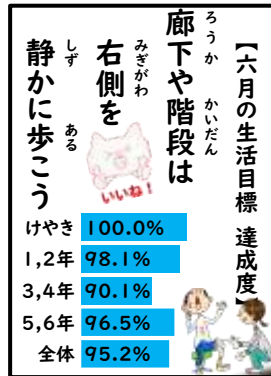 【六月の生活目標 達成度】
ろうか かいだん
廊下や階段は
みぎがわ
右側を
しず ある
静かに歩こう
いいね！
けやき 100.0%
1,2年 98.1%
3,4年 90.1%
5,6年 96.5%
全体 95.2%